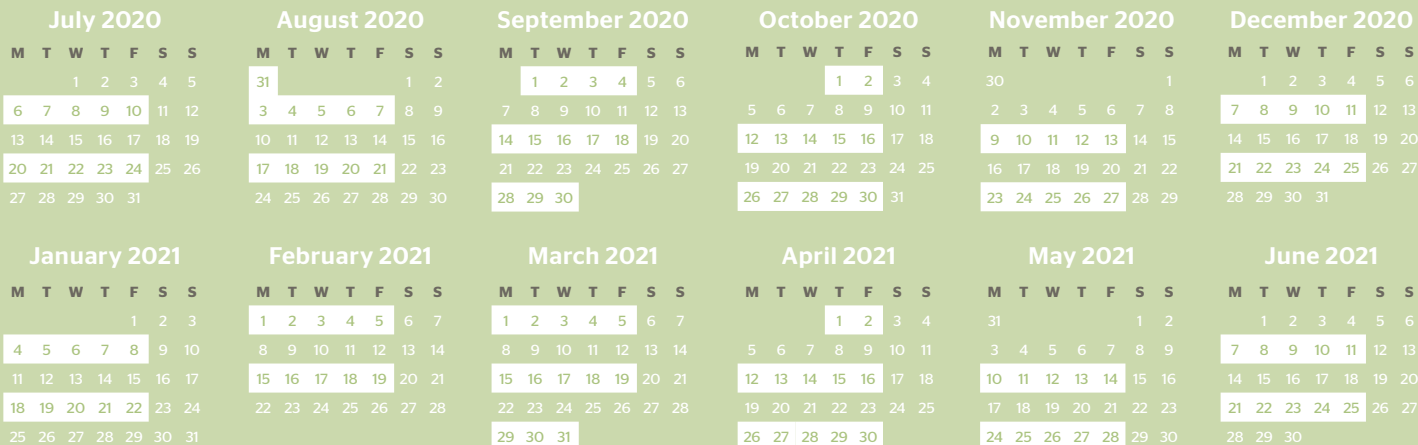 July 2020 August 2020 September 2020 October 2020 November 2020 December 2020
M T W T F S S M T W T F S S M T W T F S S M T W T F S S M T W T F S S M T W T F S S
1 2 3 4 5 31 1 2 1 2 3 4 5 6 1 2 3 4 30 1 1 2 3 4 5 6
6 7 8 9 10 11 12 3 4 5 6 7 8 9 7 8 9 10 11 12 13 5 6 7 8 9 10 11 2 3 4 5 6 7 8 7 8 9 10 11 12 13
13 14 15 16 17 18 19 10 11 12 13 14 15 16 14 15 16 17 18 19 20 12 13 14 15 16 17 18 9 10 11 12 13 14 15 14 15 16 17 18 19 20
20 21 22 23 24 25 26 17 18 19 20 21 22 23 21 22 23 24 25 26 27 19 20 21 22 23 24 25 16 17 18 19 20 21 22 21 22 23 24 25 26 27
27 28 29 30 31 24 25 26 27 28 29 30 28 29 30 26 27 28 29 30 31 23 24 25 26 27 28 29 28 29 30 31
January 2021 February 2021 March 2021 April 2021 May 2021 June 2021
M T W T F S S M T W T F S S M T W T F S S M T W T F S S M T W T F S S M T W T F S S
1 2 3 1 2 3 4 5 6 7 1 2 3 4 5 6 7 1 2 3 4 31 1 2 1 2 3 4 5 6
4 5 6 7 8 9 10 8 9 10 11 12 13 14 8 9 10 11 12 13 14 5 6 7 8 9 10 11 3 4 5 6 7 8 9 7 8 9 10 11 12 13
11 12 13 14 15 16 17 15 16 17 18 19 20 21 15 16 17 18 19 20 21 12 13 14 15 16 17 18 10 11 12 13 14 15 16 14 15 16 17 18 19 20
18 19 20 21 22 23 24 22 23 24 25 26 27 28 22 23 24 25 26 27 28 19 20 21 22 23 24 25 17 18 19 20 21 22 23 21 22 23 24 25 26 27
25 26 27 28 29 30 31 29 30 31 26 27 28 29 30 24 25 26 27 28 29 30 28 29 30